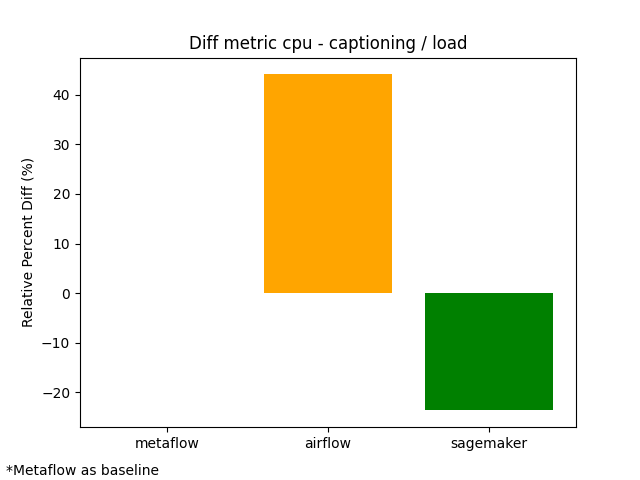 Diff metric cpu - captioning / load
Relative Percent Diff (%)
40
30
20
10
0
−10
−20
metaflow airflow sagemaker
*Metaflow as baseline